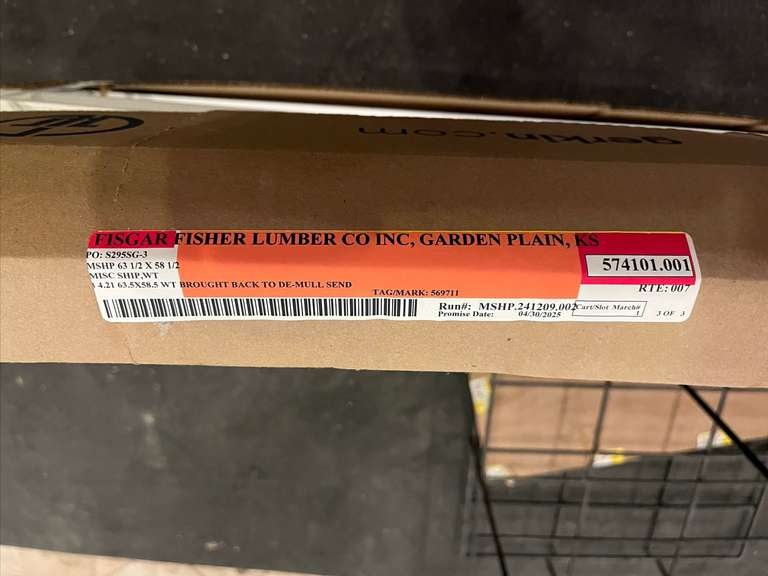 gerkin.com
FISGAR FISHER LUMBER CO INC, GARDEN PLAIN, KS
PO: S295SG-3
574101.001
MSHP 63 1/2 X 58 1/2
MISC SHIP,WT
RTE: 007
4.21 63.5X58.5 WT BROUGHT BACK TO DE-MULL SEND
TAG/MARK: 569711
Run#: MSHP.241209.002
Cart/Slot March#
1
3 OF 3
Promise Date: 04/30/2025